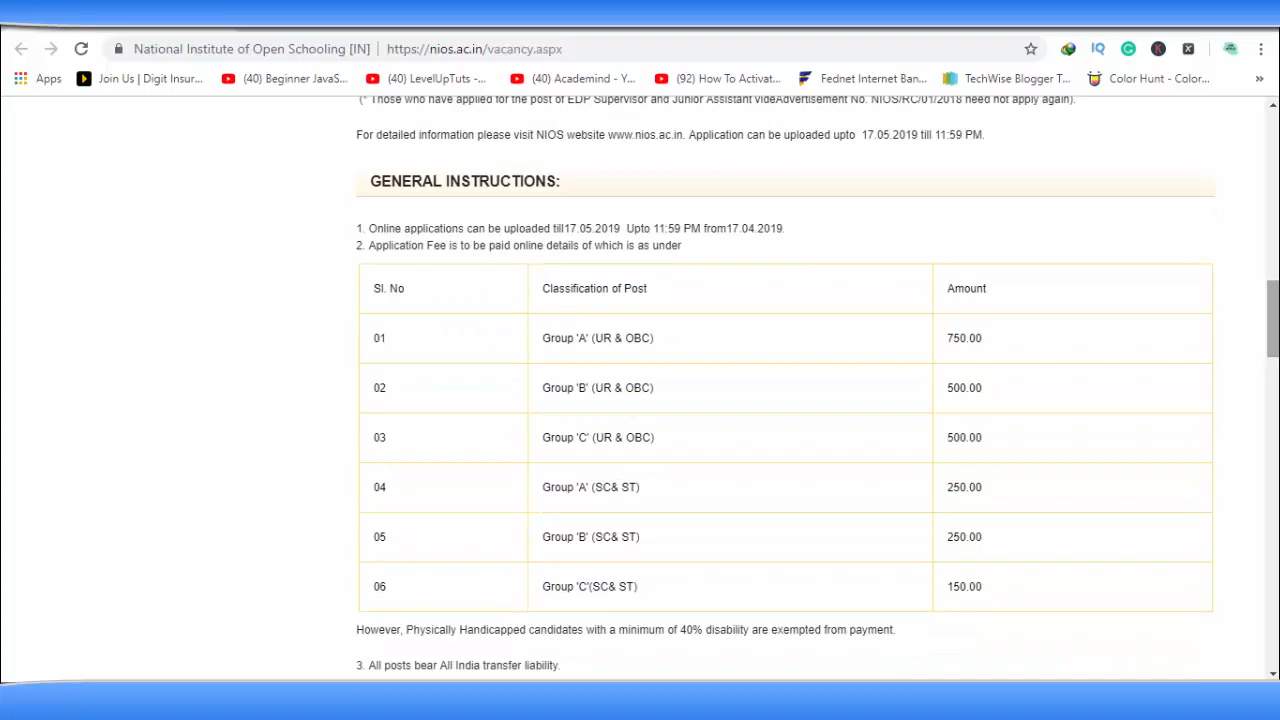 National Institute of Open Schooling [IN] | https://nios.ac.in/vacancy.aspx
Apps Join Us | Digit Insur... (40) Beginner JavaS... (40) LevelUpTuts -... (40) Academind - Y... (92) How To Activat... Fednet Internet Ban... TechWise Blogger T... Color Hunt - Color... »
(* Those who have applied for the post of EDP Supervisor and Junior Assistant videAdvertisement No. NIOS/RC/01/2018 need not apply again).
For detailed information please visit NIOS website www.nios.ac.in. Application can be uploaded upto 17.05.2019 till 11:59 PM.
GENERAL INSTRUCTIONS:
1. Online applications can be uploaded till17.05.2019 Upto 11:59 PM from17.04.2019.
2. Application Fee is to be paid online details of which is as under
Sl. No Classification of Post Amount
01 Group 'A' (UR & OBC) 750.00
02 Group 'B' (UR & OBC) 500.00
03 Group 'C' (UR & OBC) 500.00
04 Group 'A' (SC& ST) 250.00
05 Group 'B' (SC& ST) 250.00
06 Group 'C'(SC& ST) 150.00
However, Physically Handicapped candidates with a minimum of 40% disability are exempted from payment.
3. All posts bear All India transfer liability.